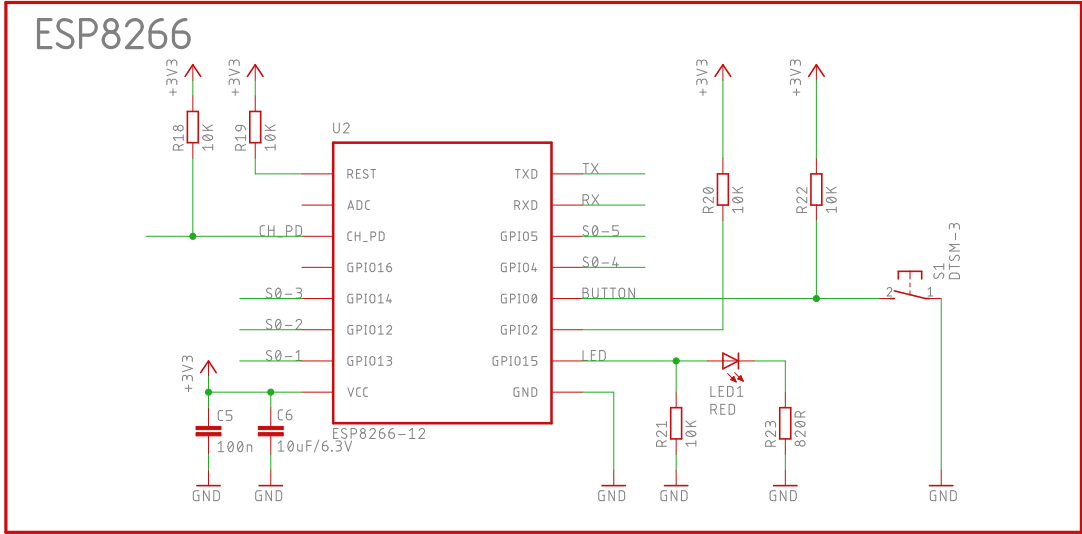 ESP8266
+3V3
+3V3
+3V3
+3V3
R18
10K
R19
10K
U2
R20
10K
R22
10K
REST
TXD
TX
ADC
RXD
RX
CH_PD
CH_PD
GPIO5
S0-5
GPIO16
GPIO4
S0-4
S1
DTSM-3
S0-3
GPIO14
GPIO0
BUTTON
2
1
S0-2
GPIO12
GPIO2
S0-1
GPIO13
GPIO15
LED
+3V3
VCC
GND
LED1
RED
C5
100n
C6
10uF/6.3V
ESP8266-12
R21
10K
R23
820R
GND
GND
GND
GND
GND
GND